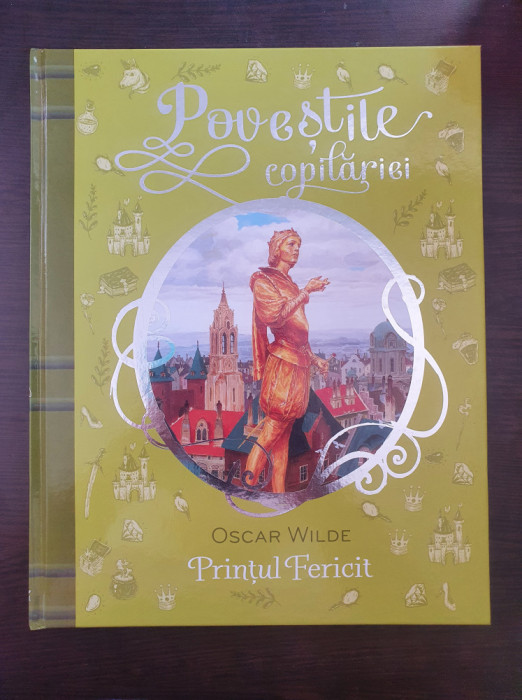 Poveștile
copilăriei
OSCAR WILDE
Prințul Fericit